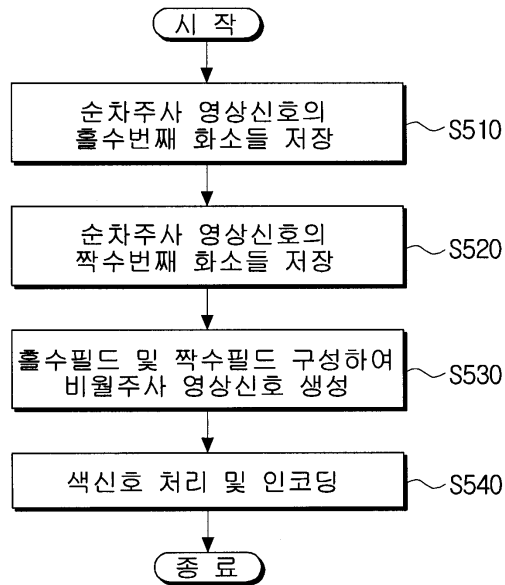 시 작
순차주사 영상신호의
홀수번째 화소들 저장
S510
순차주사 영상신호의
짝수번째 화소들 저장
S520
홀수필드 및 짝수필드 구성하여
비월주사 영상신호 생성
S530
색신호 처리 및 인코딩
S540
종 료